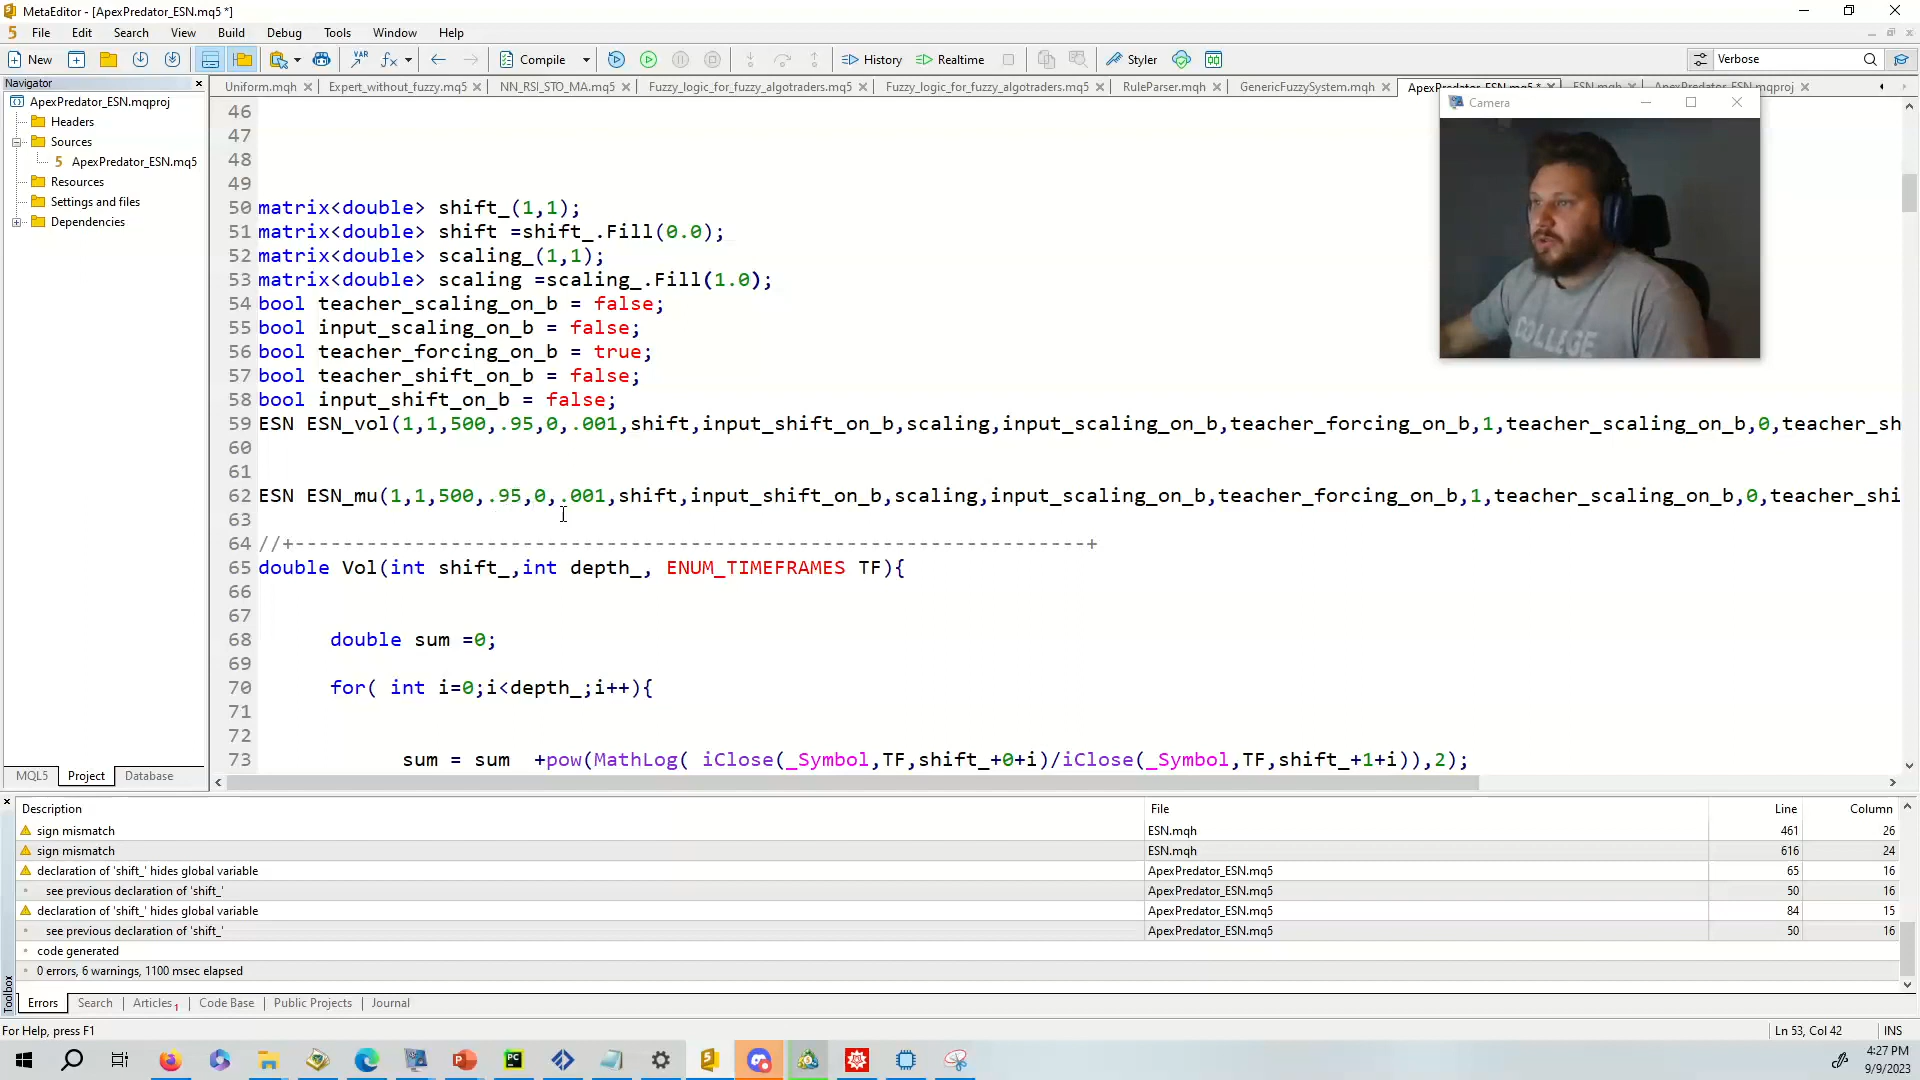 MetaEditor - [ApexPredator_ESN.mq5 *]
File Edit Search View Build Debug Tools Window Help
New Compile History Realtime Styler Verbose
Navigator
Uniform.mqh Expert_without_fuzzy.mq5 NN_RSI_STO_MA.mq5 Fuzzy_logic_for_fuzzy_algotraders.mq5 Fuzzy_logic_for_fuzzy_algotraders.mq5 RuleParser.mqh GenericFuzzySystem.mqh ApexPredator_ESN.mq5 * ESN.mqh ApexPredator_ESN.mqproj
ApexPredator_ESN.mqproj
Headers
Sources
5 ApexPredator_ESN.mq5
Resources
Settings and files
Dependencies
MQL5 Project Database
Camera
COLLEGE
46
47
48
49
50 matrix<double> shift_(1,1);
51 matrix<double> shift =shift_.Fill(0.0);
52 matrix<double> scaling_(1,1);
53 matrix<double> scaling =scaling_.Fill(1.0);
54 bool teacher_scaling_on_b = false;
55 bool input_scaling_on_b = false;
56 bool teacher_forcing_on_b = true;
57 bool teacher_shift_on_b = false;
58 bool input_shift_on_b = false;
59 ESN ESN_vol(1,1,500,.95,0,.001,shift,input_shift_on_b,scaling,input_scaling_on_b,teacher_forcing_on_b,1,teacher_scaling_on_b,0,teacher_sh
60
61
62 ESN ESN_mu(1,1,500,.95,0,.001,shift,input_shift_on_b,scaling,input_scaling_on_b,teacher_forcing_on_b,1,teacher_scaling_on_b,0,teacher_shi
63
64 //+------------------------------------------------------------------+
65 double Vol(int shift_,int depth_, ENUM_TIMEFRAMES TF){
66
67
68 double sum =0;
69
70 for( int i=0;i<depth_;i++){
71
72
73 sum = sum +pow(MathLog( iClose(_Symbol,TF,shift_+0+i)/iClose(_Symbol,TF,shift_+1+i)),2);
Description File Line Column
sign mismatch ESN.mqh 461 26
sign mismatch ESN.mqh 616 24
declaration of 'shift_' hides global variable ApexPredator_ESN.mq5 65 16
see previous declaration of 'shift_' ApexPredator_ESN.mq5 50 16
declaration of 'shift_' hides global variable ApexPredator_ESN.mq5 84 15
see previous declaration of 'shift_' ApexPredator_ESN.mq5 50 16
code generated
0 errors, 6 warnings, 1100 msec elapsed
Toolbox
Errors Search Articles 1 Code Base Public Projects Journal
For Help, press F1 Ln 53, Col 42 INS
4:27 PM
9/9/2023